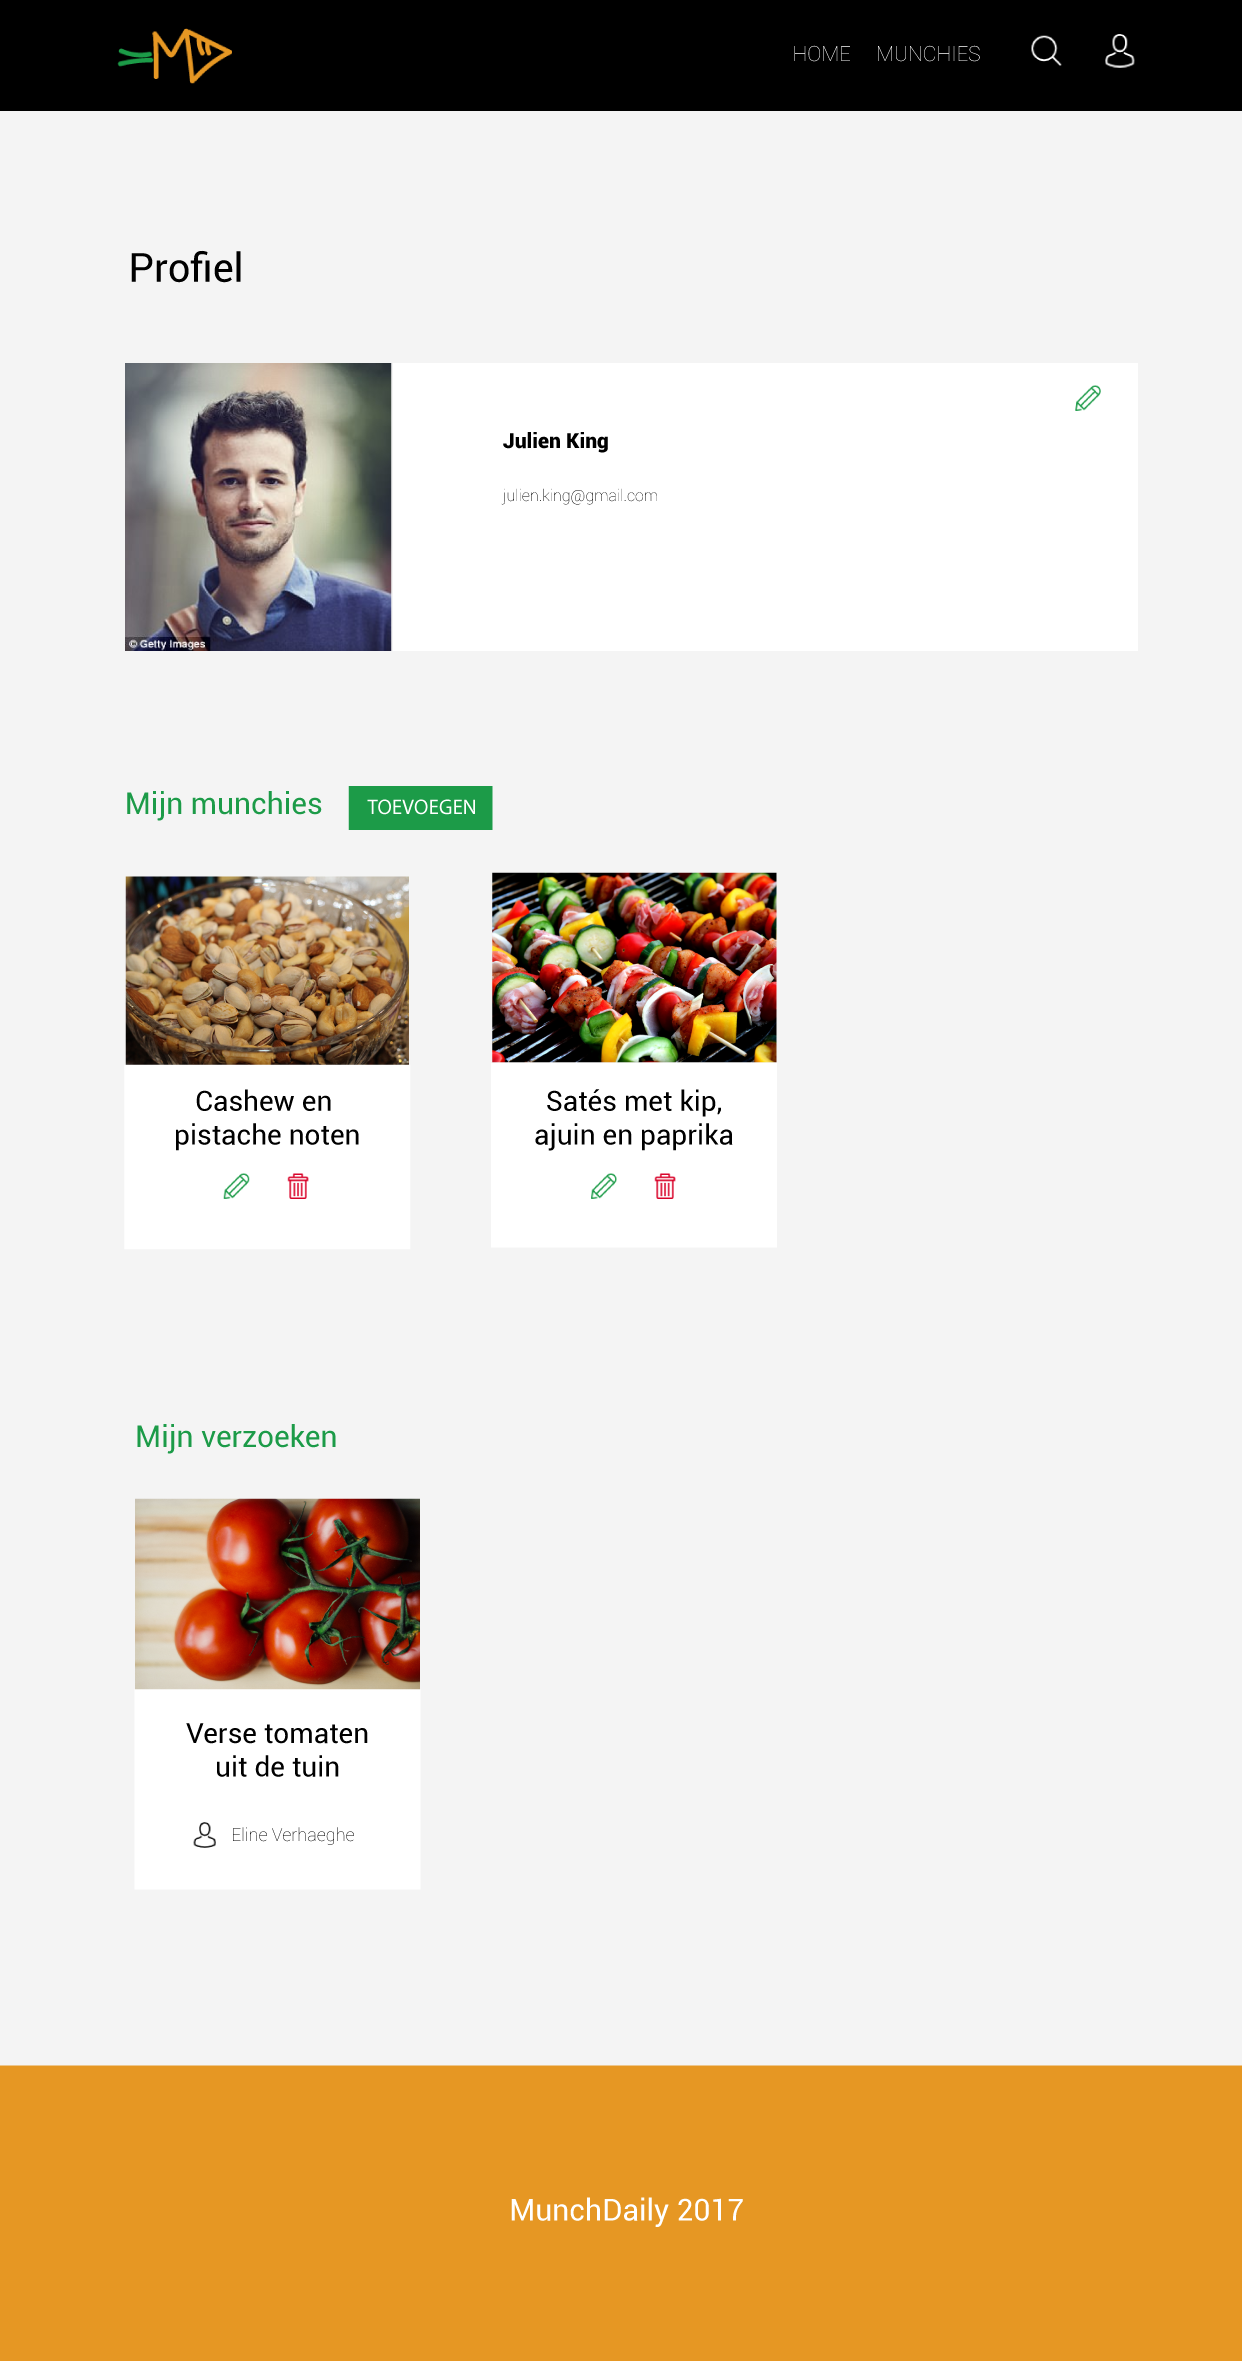 HOME MUNCHIES
Profiel
Julien King
julien.king@gmail.com
© Getty Images
Mijn munchies TOEVOEGEN
Cashew en
pistache noten
Satés met kip,
ajuin en paprika
Mijn verzoeken
Verse tomaten
uit de tuin
Eline Verhaeghe
MunchDaily 2017